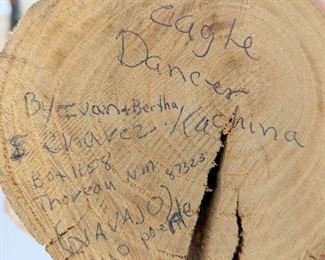 Eagle
Dancer
By Ivan & Bertha
Chavez Kachina
Box 1158
Thoreau NM 87323
(NAVAJO)